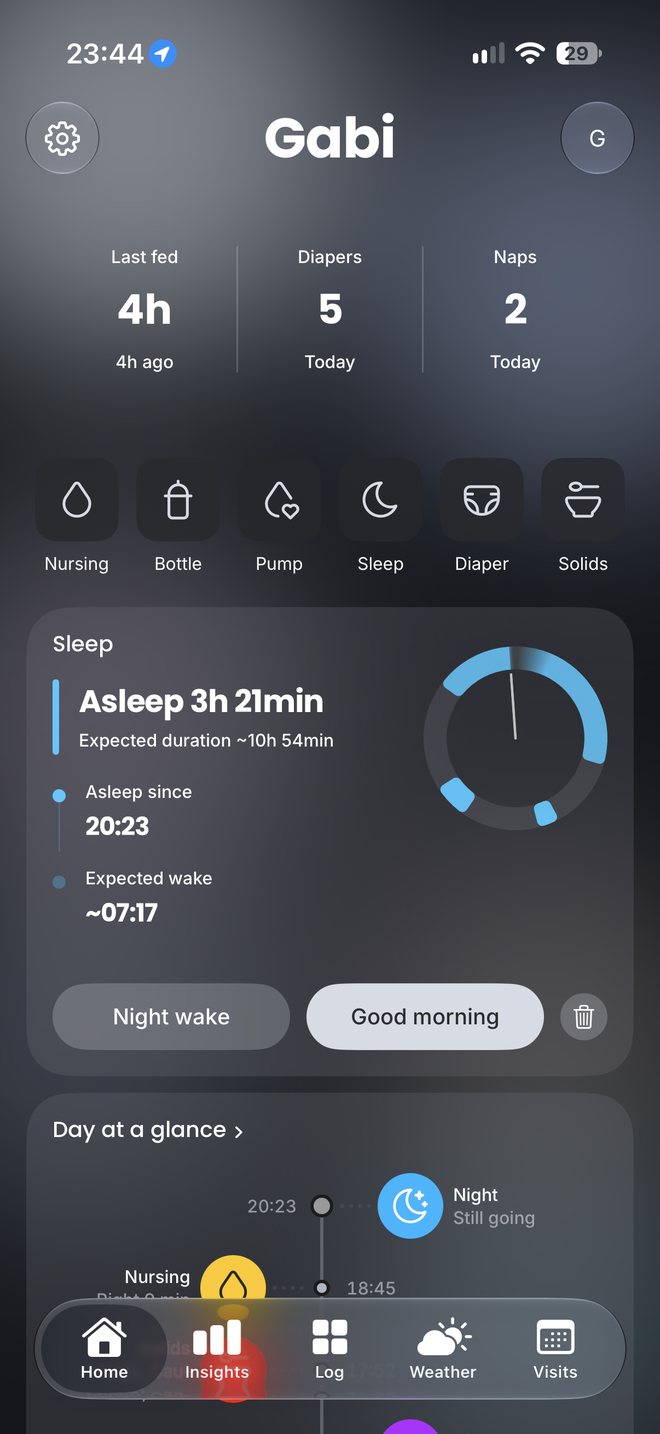 23:44
29
Gabi
G
Last fed
4h
4h ago
Diapers
5
Today
Naps
2
Today
Nursing
Bottle
Pump
Sleep
Diaper
Solids
Sleep
Asleep 3h 21min
Expected duration ~10h 54min
Asleep since
20:23
Expected wake
~07:17
Night wake
Good morning
Day at a glance >
20:23
Night
Still going
Nursing
18:45
Home
Insights
Log
Weather
Visits